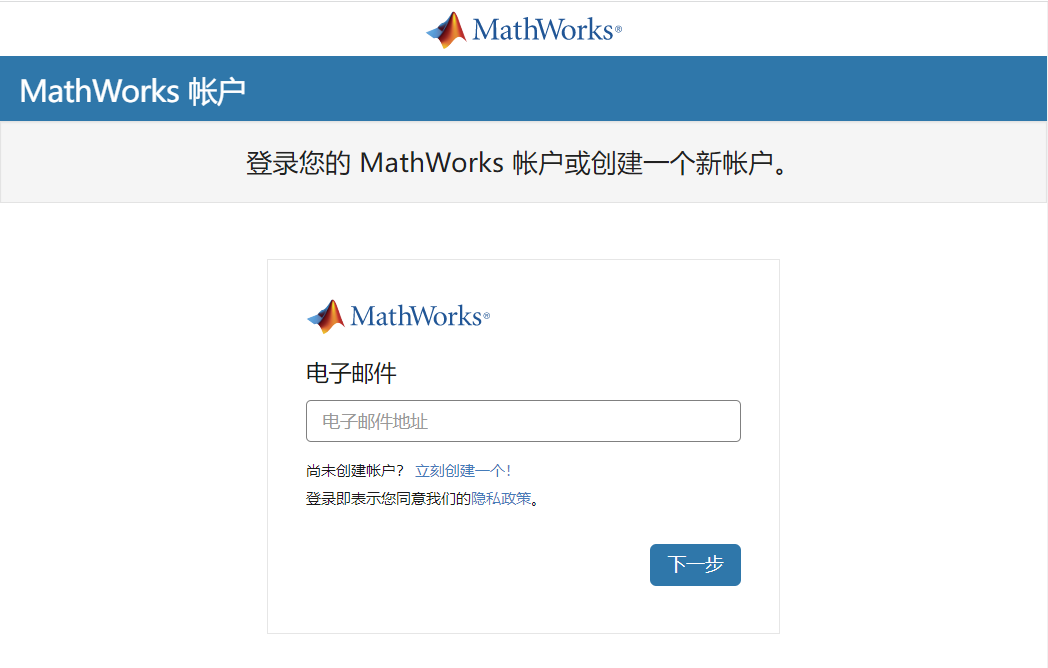 MathWorks®
MathWorks 帐户
登录您的 MathWorks 帐户或创建一个新帐户。
MathWorks®
电子邮件
电子邮件地址
尚未创建帐户? 立刻创建一个!
登录即表示您同意我们的隐私政策。
下一步